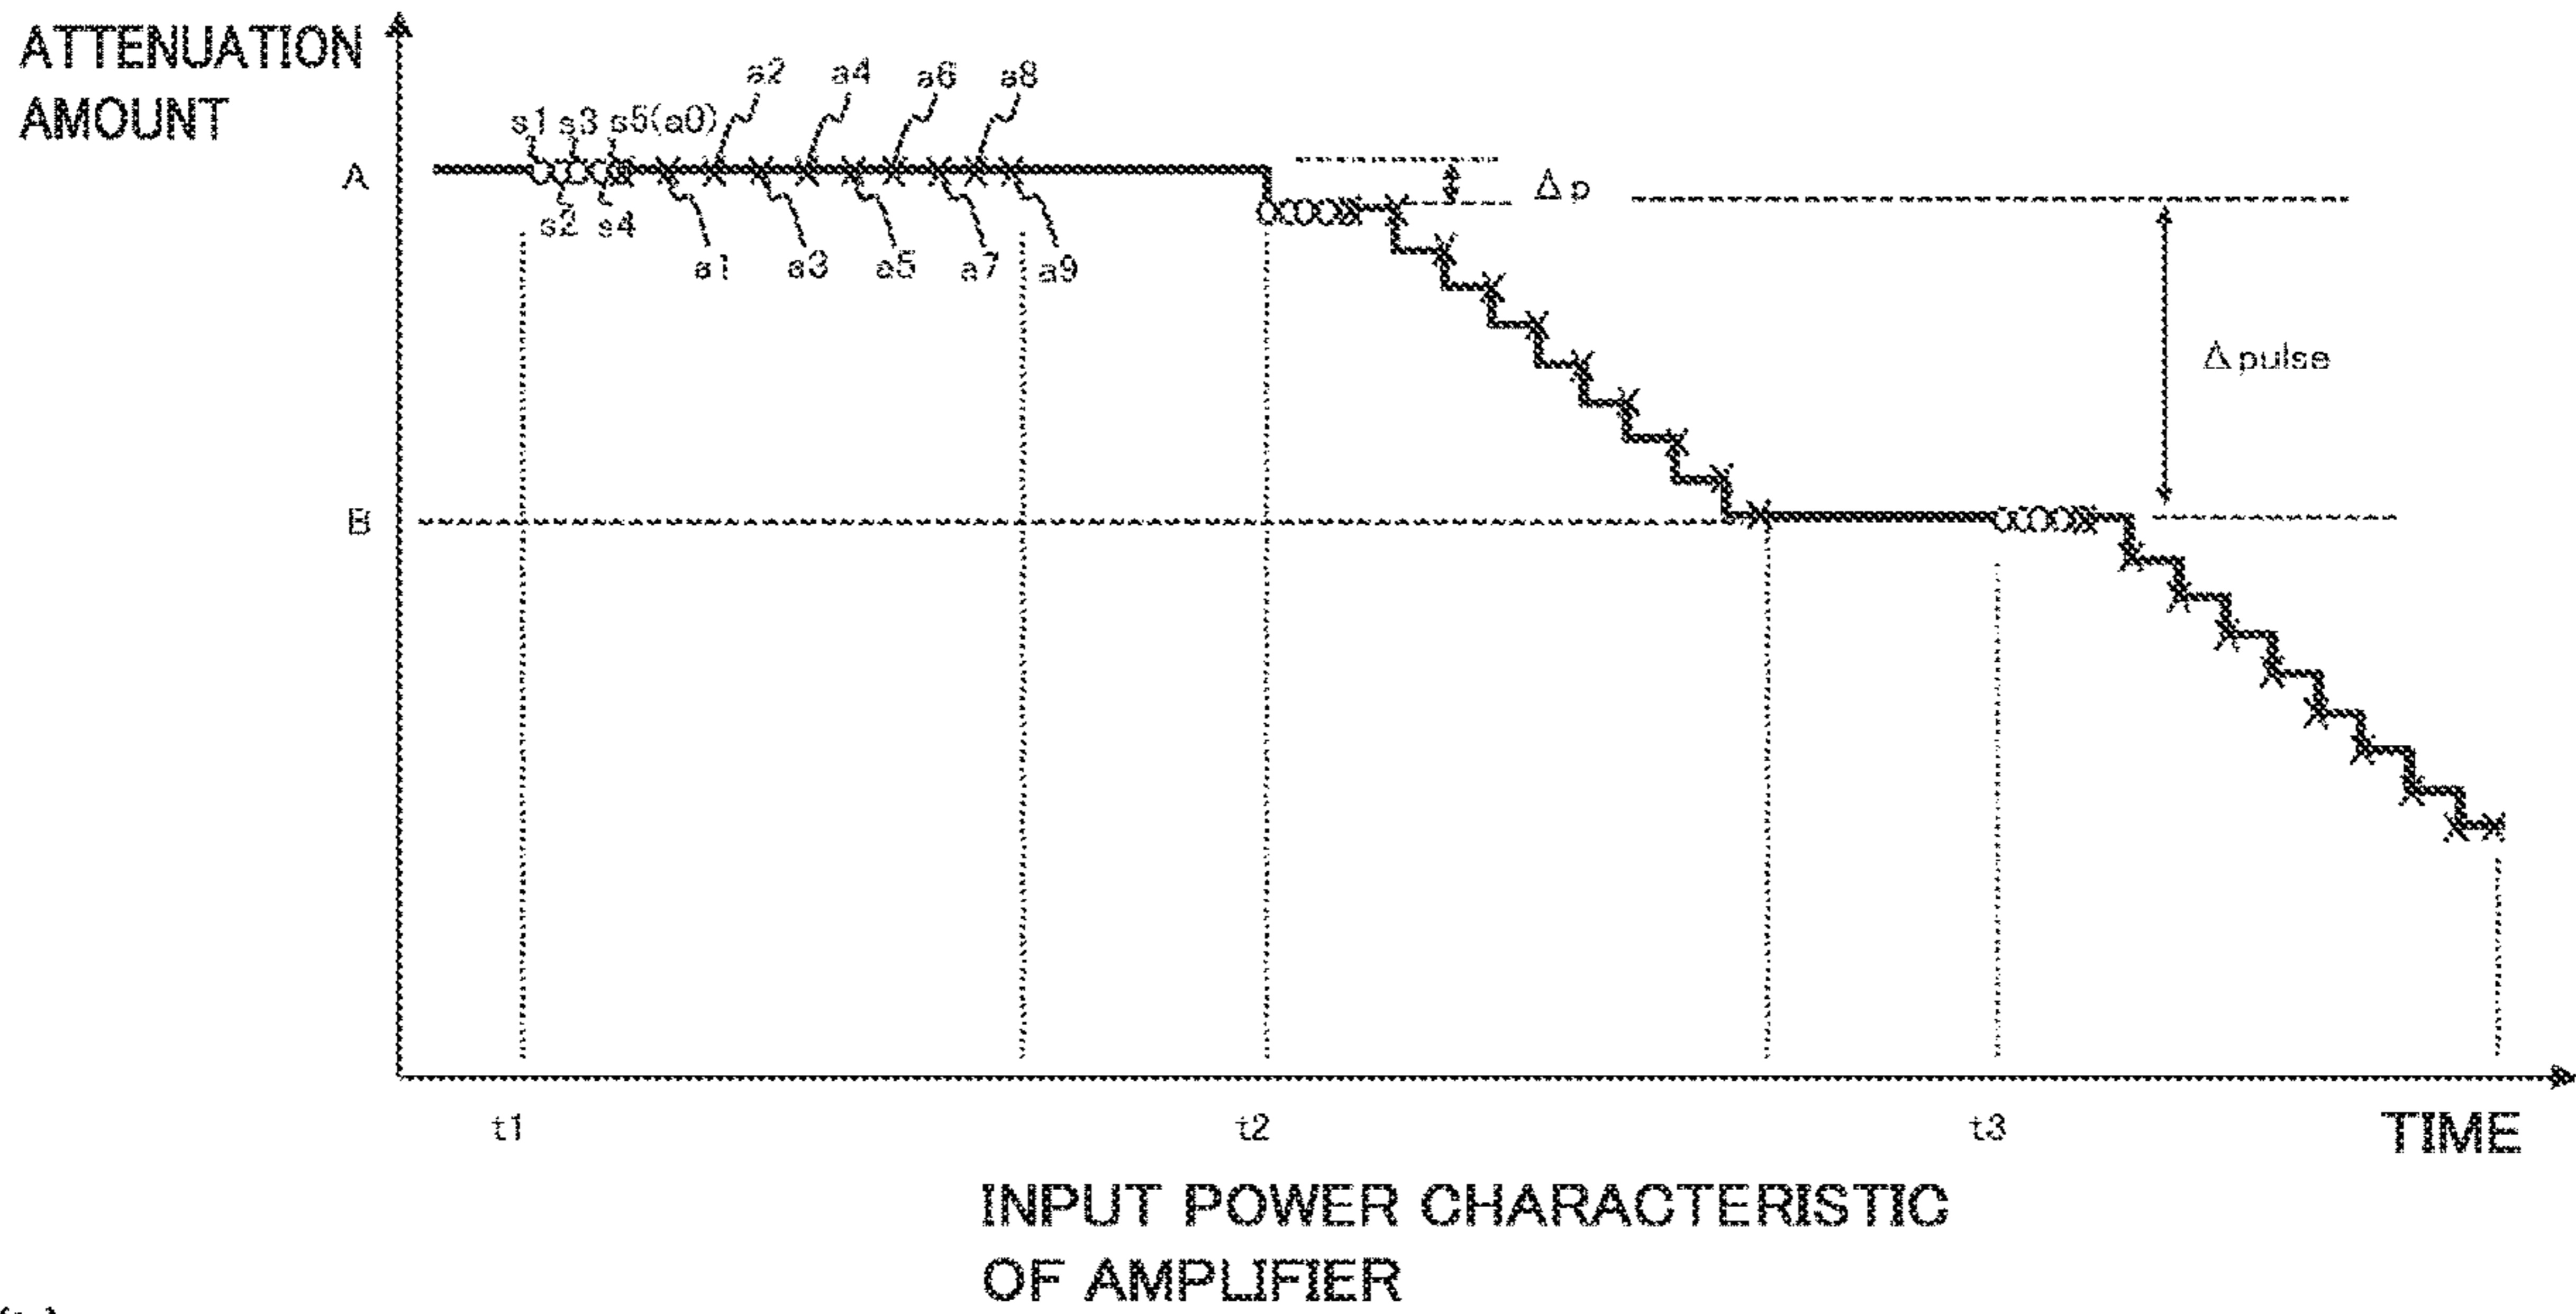 ATTENUATION
AMOUNT
a2 a4 a6 a8
s1 s3 s5(a0)
A
Δp
s2 s4
a1 a3 a5 a7 a9
Δpulse
B
t1 t2 t3
TIME
INPUT POWER CHARACTERISTIC
OF AMPLIFIER